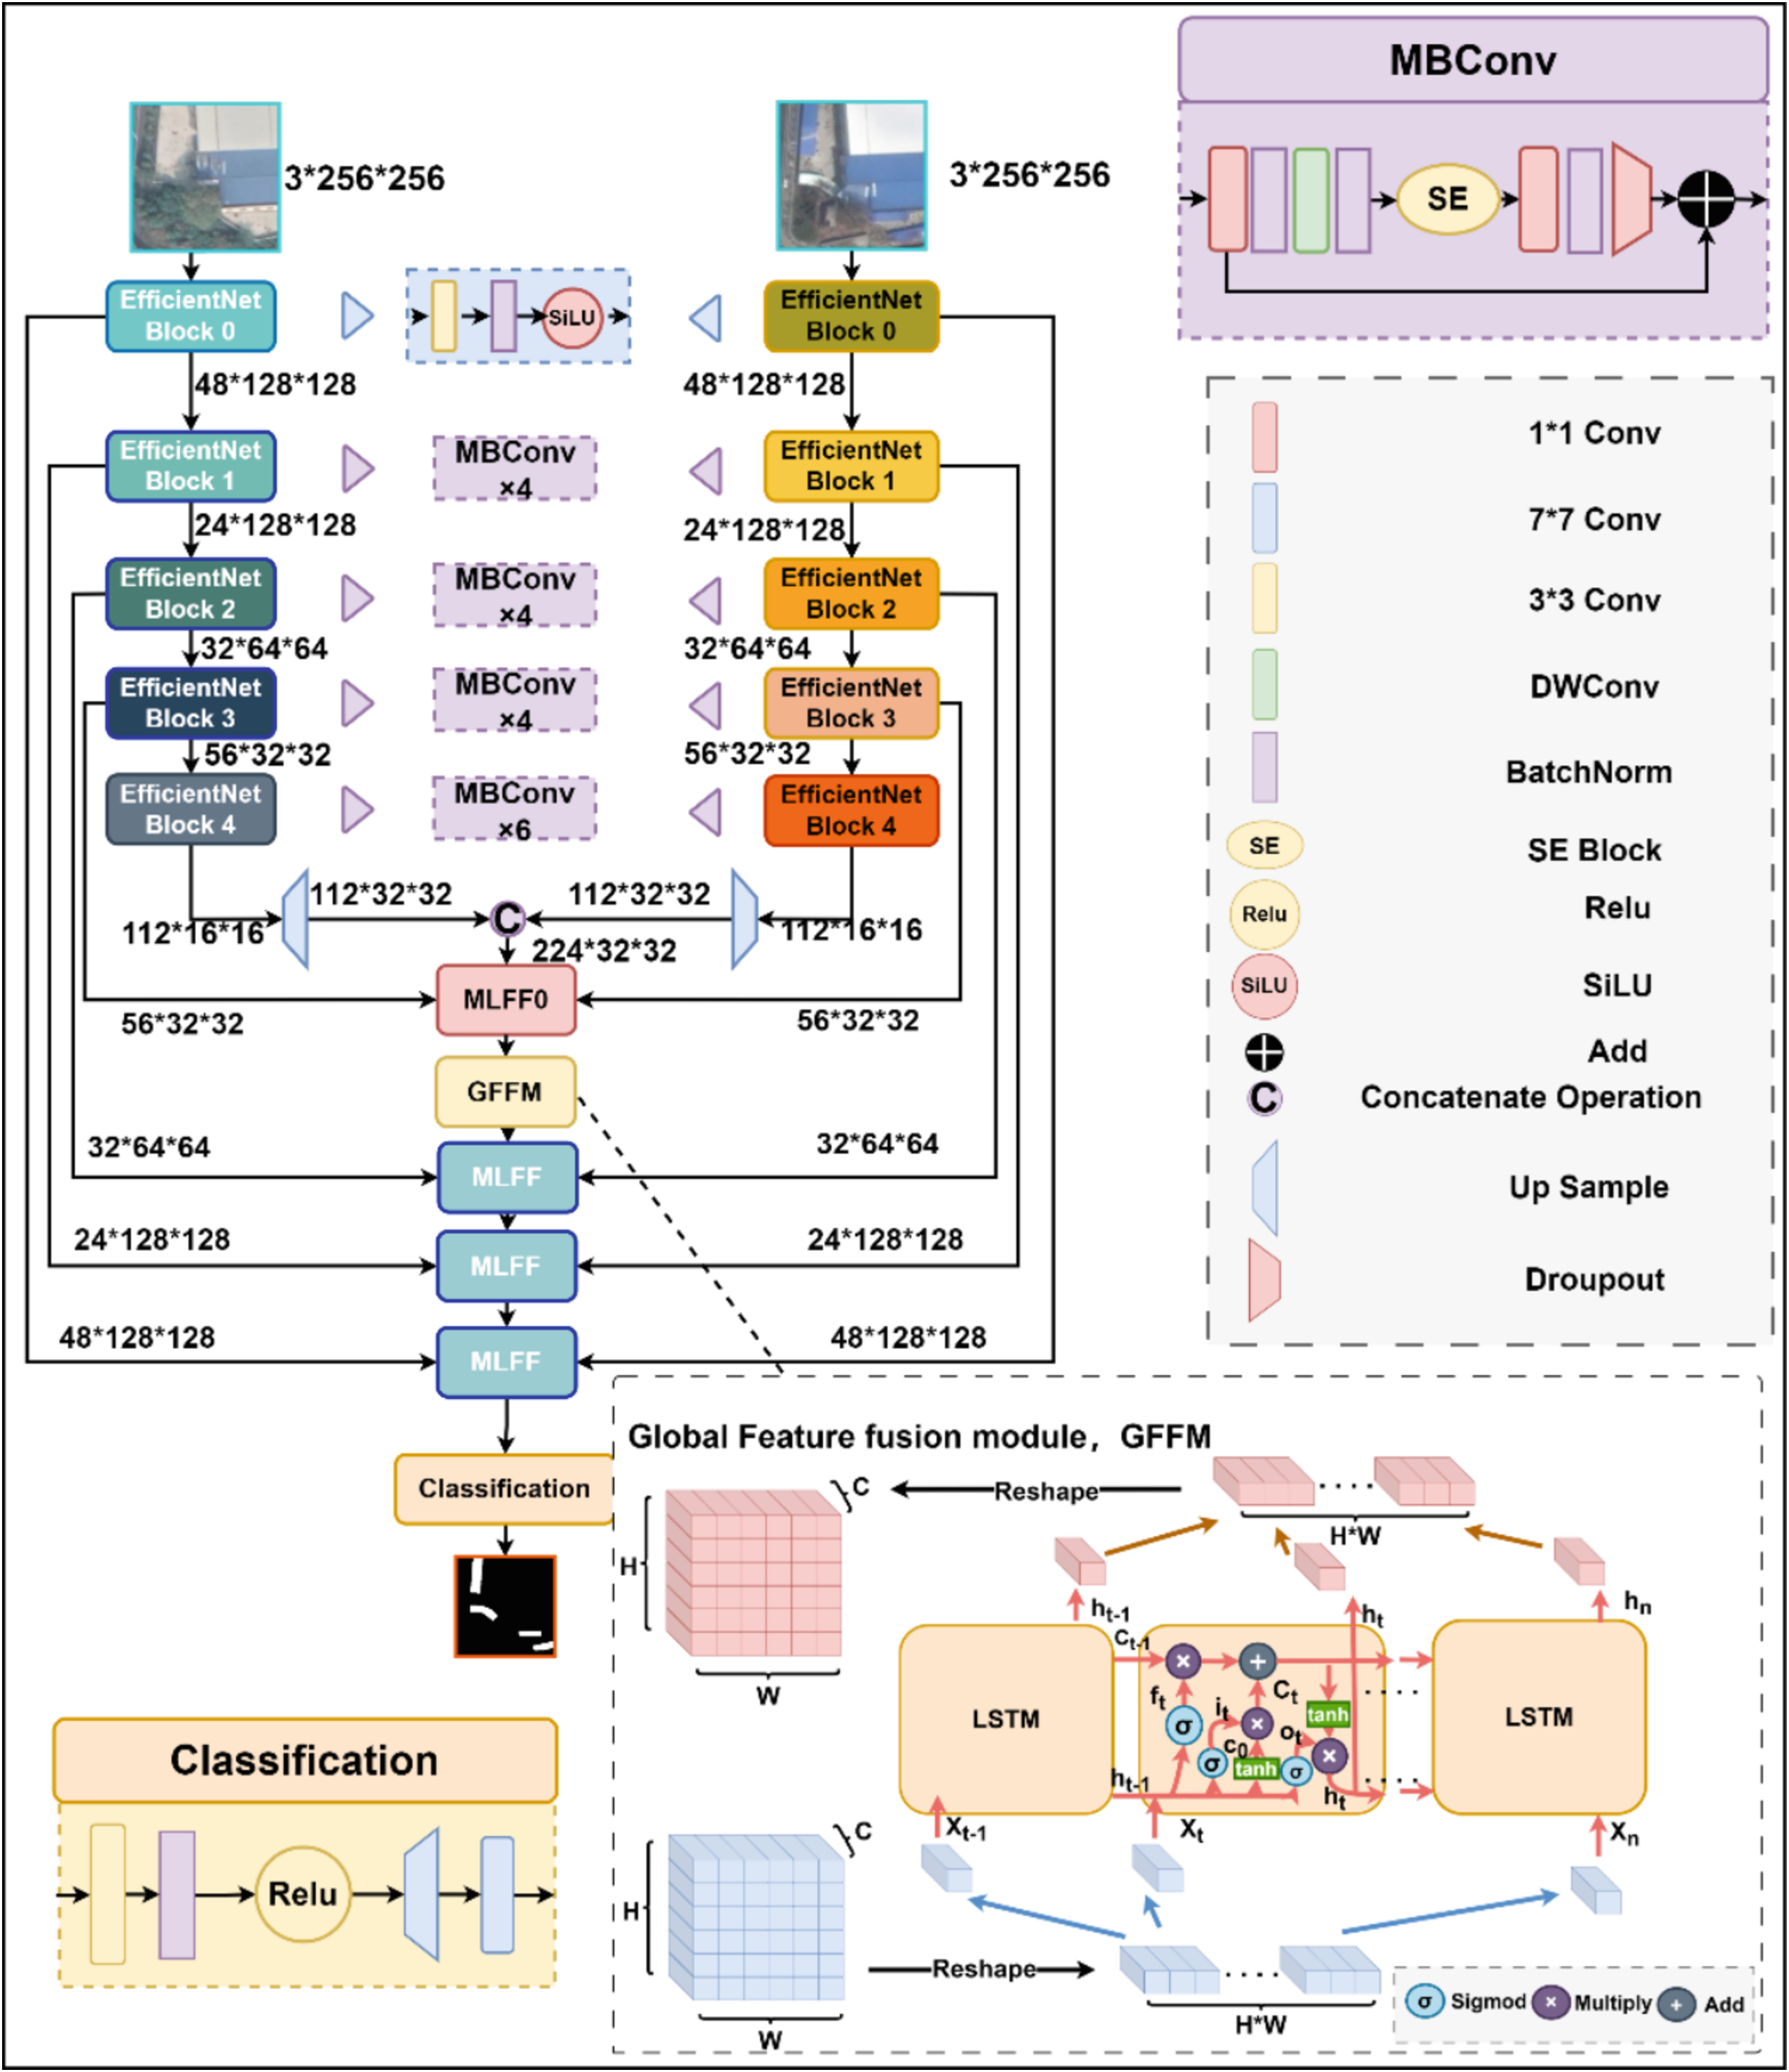 MBConv
3*256*256
3*256*256
SE
EfficientNet
Block 0
SiLU
EfficientNet
Block 0
48*128*128
48*128*128
EfficientNet
Block 1
MBConv
×4
EfficientNet
Block 1
24*128*128
24*128*128
EfficientNet
Block 2
MBConv
×4
EfficientNet
Block 2
32*64*64
32*64*64
EfficientNet
Block 3
MBConv
×4
EfficientNet
Block 3
56*32*32
56*32*32
EfficientNet
Block 4
MBConv
×6
EfficientNet
Block 4
112*32*32
112*32*32
112*16*16
C
112*16*16
224*32*32
MLFF0
56*32*32
56*32*32
GFFM
32*64*64
32*64*64
MLFF
24*128*128
24*128*128
MLFF
48*128*128
48*128*128
MLFF
Classification
1*1 Conv
7*7 Conv
3*3 Conv
DWConv
BatchNorm
SE
SE Block
Relu
Relu
SiLU
SiLU
Add
C
Concatenate Operation
Up Sample
Droupout
Global Feature fusion module，GFFM
C
Reshape
H*W
H
W
h_t-1
h_t
h_n
C_t-1
×
+
f_t
i_t
C_t
tanh
σ
×
o_t
×
σ
c_0
tanh
σ
h_t-1
h_t
LSTM
LSTM
X_t-1
X_t
X_n
C
H
W
Reshape
H*W
σ Sigmod × Multiply + Add
Classification
Relu